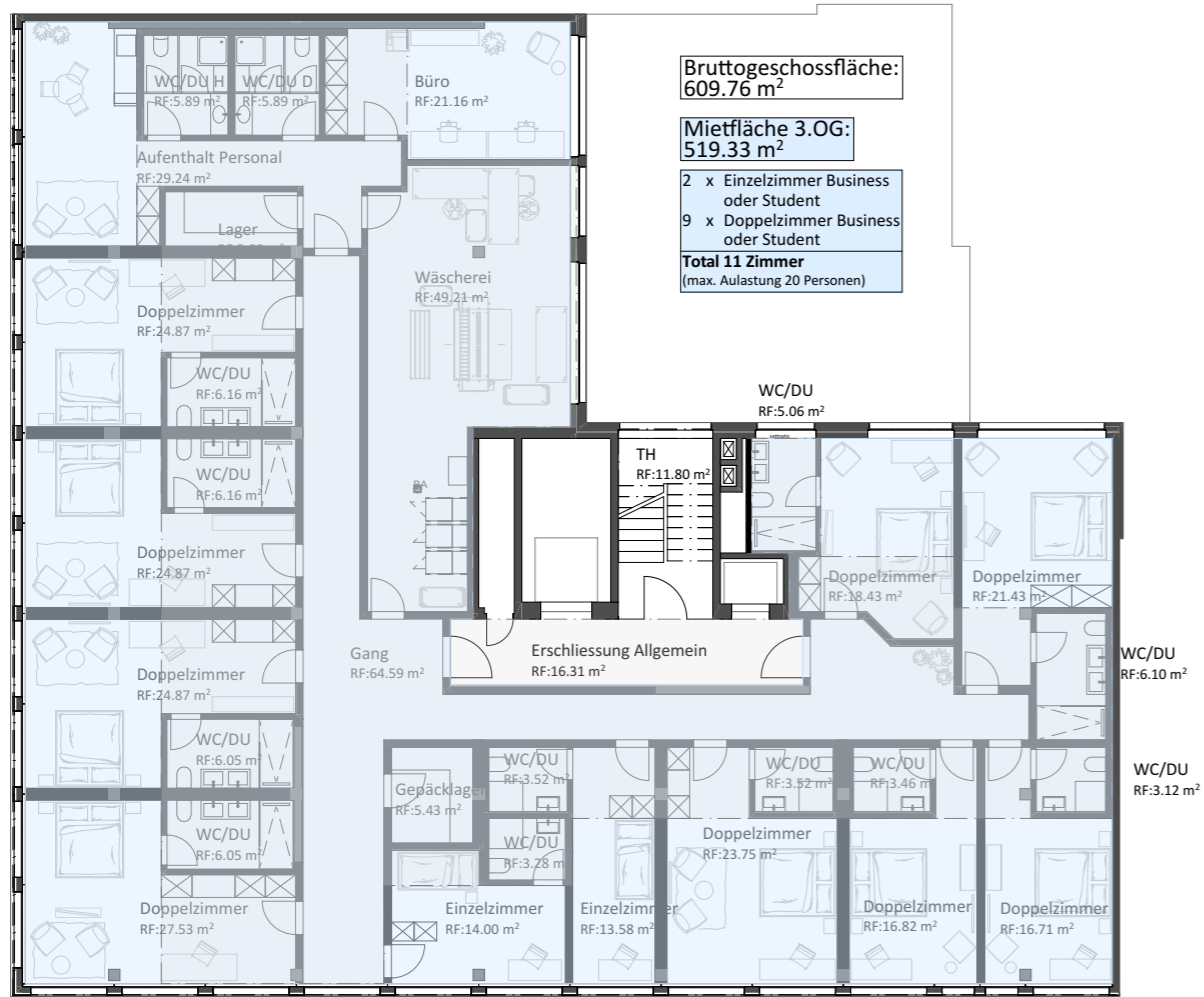 WC/DU H
RF:5.89 m²
WC/DU D
RF:5.89 m²
Büro
RF:21.16 m²
Bruttogeschossfläche:
609.76 m²
Mietfläche 3.OG:
519.33 m²
2 x Einzelzimmer Business
oder Student
9 x Doppelzimmer Business
oder Student
Total 11 Zimmer
(max. Aulastung 20 Personen)
Aufenthalt Personal
RF:29.24 m²
Lager
Wäscherei
RF:49.21 m²
Doppelzimmer
RF:24.87 m²
WC/DU
RF:6.16 m²
WC/DU
RF:6.16 m²
WC/DU
RF:5.06 m²
TH
RF:11.80 m²
Doppelzimmer
RF:24.87 m²
Doppelzimmer
RF:18.43 m²
Doppelzimmer
RF:21.43 m²
Gang
RF:64.59 m²
Erschliessung Allgemein
RF:16.31 m²
WC/DU
RF:6.10 m²
Doppelzimmer
RF:24.87 m²
WC/DU
RF:6.05 m²
WC/DU
RF:6.05 m²
Gepäcklager
RF:5.43 m²
WC/DU
RF:3.52 m²
WC/DU
RF:3.28 m
WC/DU
RF:3.52 m²
WC/DU
RF:3.46 m²
WC/DU
RF:3.12 m²
Doppelzimmer
RF:27.53 m²
Einzelzimmer
RF:14.00 m²
Einzelzimmer
RF:13.58 m²
Doppelzimmer
RF:23.75 m²
Doppelzimmer
RF:16.82 m²
Doppelzimmer
RF:16.71 m²